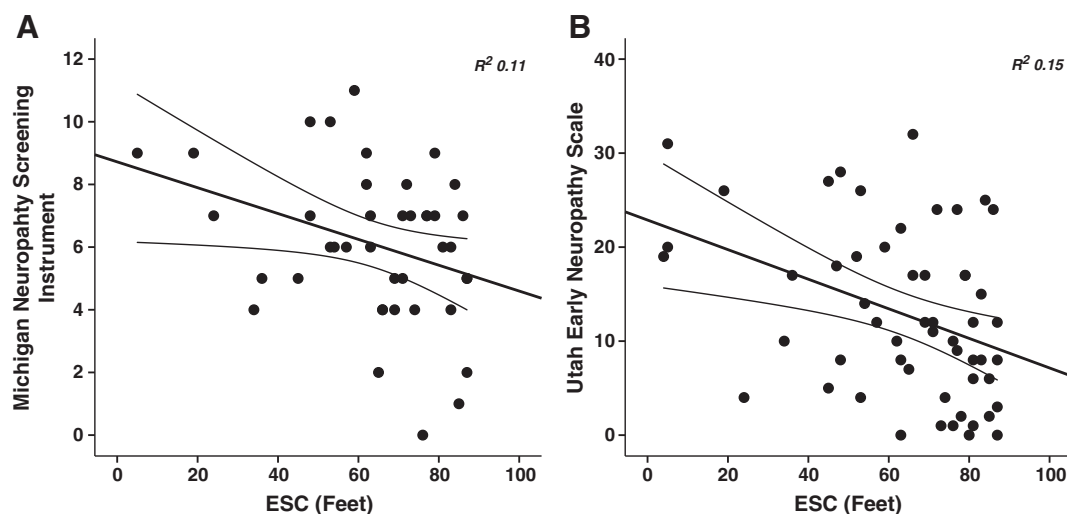 A
R² 0.11
Michigan Neuropahty Screening
Instrument
12
10
8
6
4
2
0
0 20 40 60 80 100
ESC (Feet)
B
R² 0.15
Utah Early Neuropathy Scale
40
30
20
10
0
0 20 40 60 80 100
ESC (Feet)